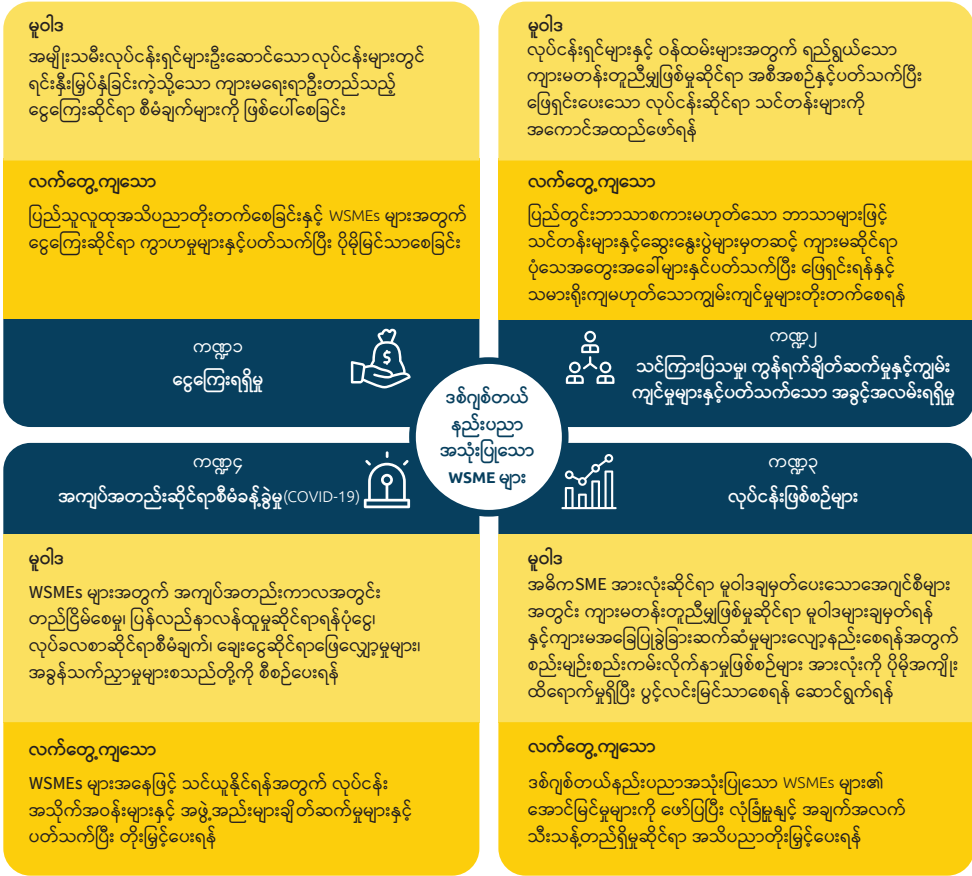 မူဝါဒ
အမျိုးသမီးလုပ်ငန်းရှင်များဦးဆောင်သောလုပ်ငန်းများတွင်
ရင်းနှီးမြှုပ်နှံခြင်းကဲ့သို့သော ကျားမရေးရာဦးတည်သည့်
ငွေကြေးဆိုင်ရာ စီမံချက်များကို ဖြစ်ပေါ်စေခြင်း
လက်တွေ့ကျသော
ပြည်သူလူထုအသိပညာတိုးတက်စေခြင်းနှင့် WSMEs များအတွက်
ငွေကြေးဆိုင်ရာ ကွာဟမှုများနှင့်ပတ်သက်ပြီး ပိုမိုမြင်သာစေခြင်း
ကဏ္ဍ၁
ငွေကြေးရရှိမှု
မူဝါဒ
လုပ်ငန်းရှင်များနှင့် ဝန်ထမ်းများအတွက် ရည်ရွယ်သော
ကျားမတန်းတူညီမျှဖြစ်မှုဆိုင်ရာ အစီအစဉ်နှင့်ပတ်သက်ပြီး
ဖြေရှင်းပေးသော လုပ်ငန်းဆိုင်ရာ သင်တန်းများကို
အကောင်အထည်ဖော်ရန်
လက်တွေ့ကျသော
ပြည်တွင်းဘာသာစကားမဟုတ်သော ဘာသာများဖြင့်
သင်တန်းများနှင့်ဆွေးနွေးပွဲများမှတဆင့် ကျားမဆိုင်ရာ
ပုံသေအတွေးအခေါ်များနှင့်ပတ်သက်ပြီး ဖြေရှင်းရန်နှင့်
သမားရိုးကျမဟုတ်သောကျွမ်းကျင်မှုများတိုးတက်စေရန်
ကဏ္ဍ၂
သင်ကြားပြသမှု၊ ကွန်ရက်ချိတ်ဆက်မှုနှင့်ကျွမ်း
ကျင်မှုများနှင့်ပတ်သက်သော အခွင့်အလမ်းရရှိမှု
ဒစ်ဂျစ်တယ်
နည်းပညာ
အသုံးပြုသော
WSME များ
ကဏ္ဍ၄
အကျပ်အတည်းဆိုင်ရာစီမံခန့်ခွဲမှု(COVID-19)
မူဝါဒ
WSMEs များအတွက် အကျပ်အတည်းကာလအတွင်း
တည်ငြိမ်စေမှု၊ ပြန်လည်နာလန်ထူမှုဆိုင်ရာရန်ပုံငွေ၊
လုပ်ခလစာဆိုင်ရာစီမံချက်၊ ချေးငွေဆိုင်ရာဖြေလျှော့မှုများ၊
အခွန်သက်ညှာမှုများစသည်တို့ကို စီစဉ်ပေးရန်
လက်တွေ့ကျသော
WSMEs များအနေဖြင့် သင်ယူနိုင်ရန်အတွက် လုပ်ငန်း
အသိုက်အဝန်းများနှင့် အဖွဲ့အည်းများချိတ်ဆက်မှုများနှင့်
ပတ်သက်ပြီး တိုးမြှင့်ပေးရန်
ကဏ္ဍ၃
လုပ်ငန်းဖြစ်စဉ်များ
မူဝါဒ
အဓိကSME အားလုံးဆိုင်ရာ မူဝါဒချမှတ်ပေးသောအေဂျင်စီများ
အတွင်း ကျားမတန်းတူညီမျှဖြစ်မှုဆိုင်ရာ မူဝါဒများချမှတ်ရန်
နှင့်ကျားမအခြေပြုခွဲခြားဆက်ဆံမှုများလျော့နည်းစေရန်အတွက်
စည်းမျဉ်းစည်းကမ်းလိုက်နာမှုဖြစ်စဉ်များ အားလုံးကို ပိုမိုအကျိုး
ထိရောက်မှုရှိပြီး ပွင့်လင်းမြင်သာစေရန် ဆောင်ရွက်ရန်
လက်တွေ့ကျသော
ဒစ်ဂျစ်တယ်နည်းပညာအသုံးပြုသော WSMEs များ၏
အောင်မြင်မှုများကို ဖော်ပြပြီး လုံခြုံမှုနှင့် အချက်အလက်
သီးသန့်တည်ရှိမှုဆိုင်ရာ အသိပညာတိုးမြှင့်ပေးရန်